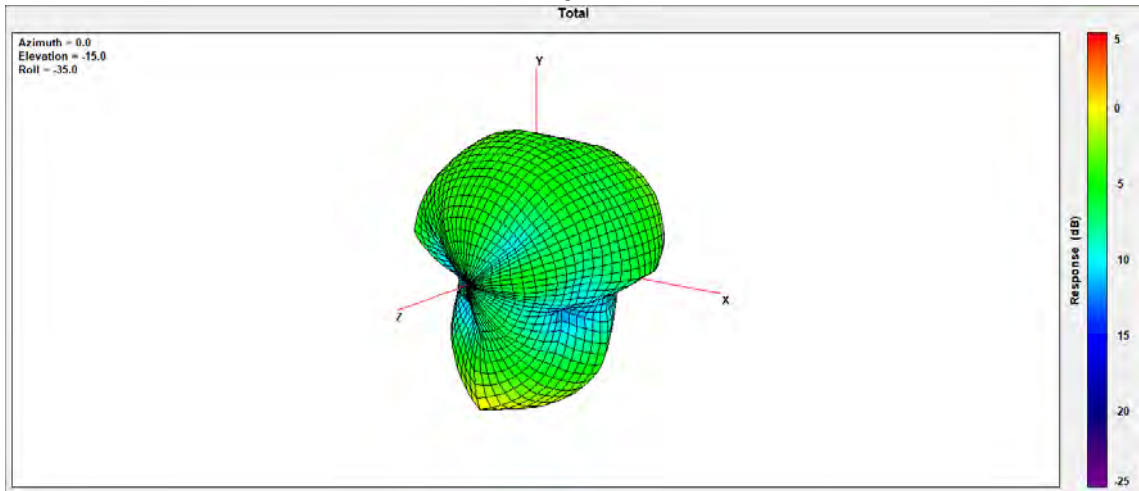 Total
Azimuth = 0.0
Elevation = -15.0
Roll = -35.0
Y
X
Z
5
0
-5
-10
-15
-20
-25
Response (dB)